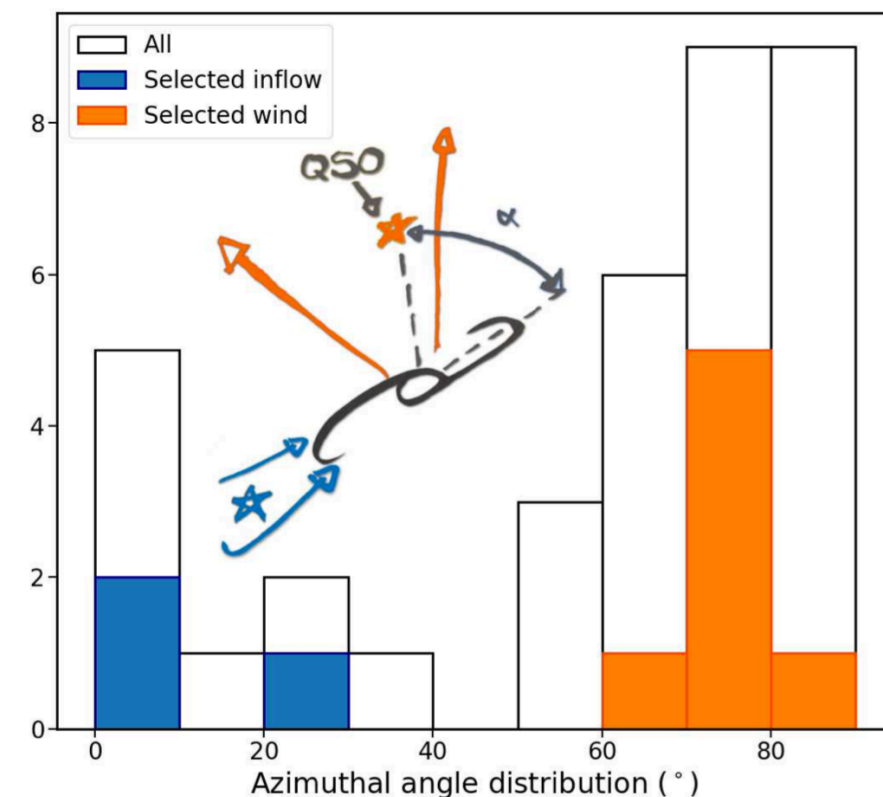 All
Selected inflow
Selected wind
QSO
α
8
6
4
2
0
0 20 40 60 80
Azimuthal angle distribution (°)